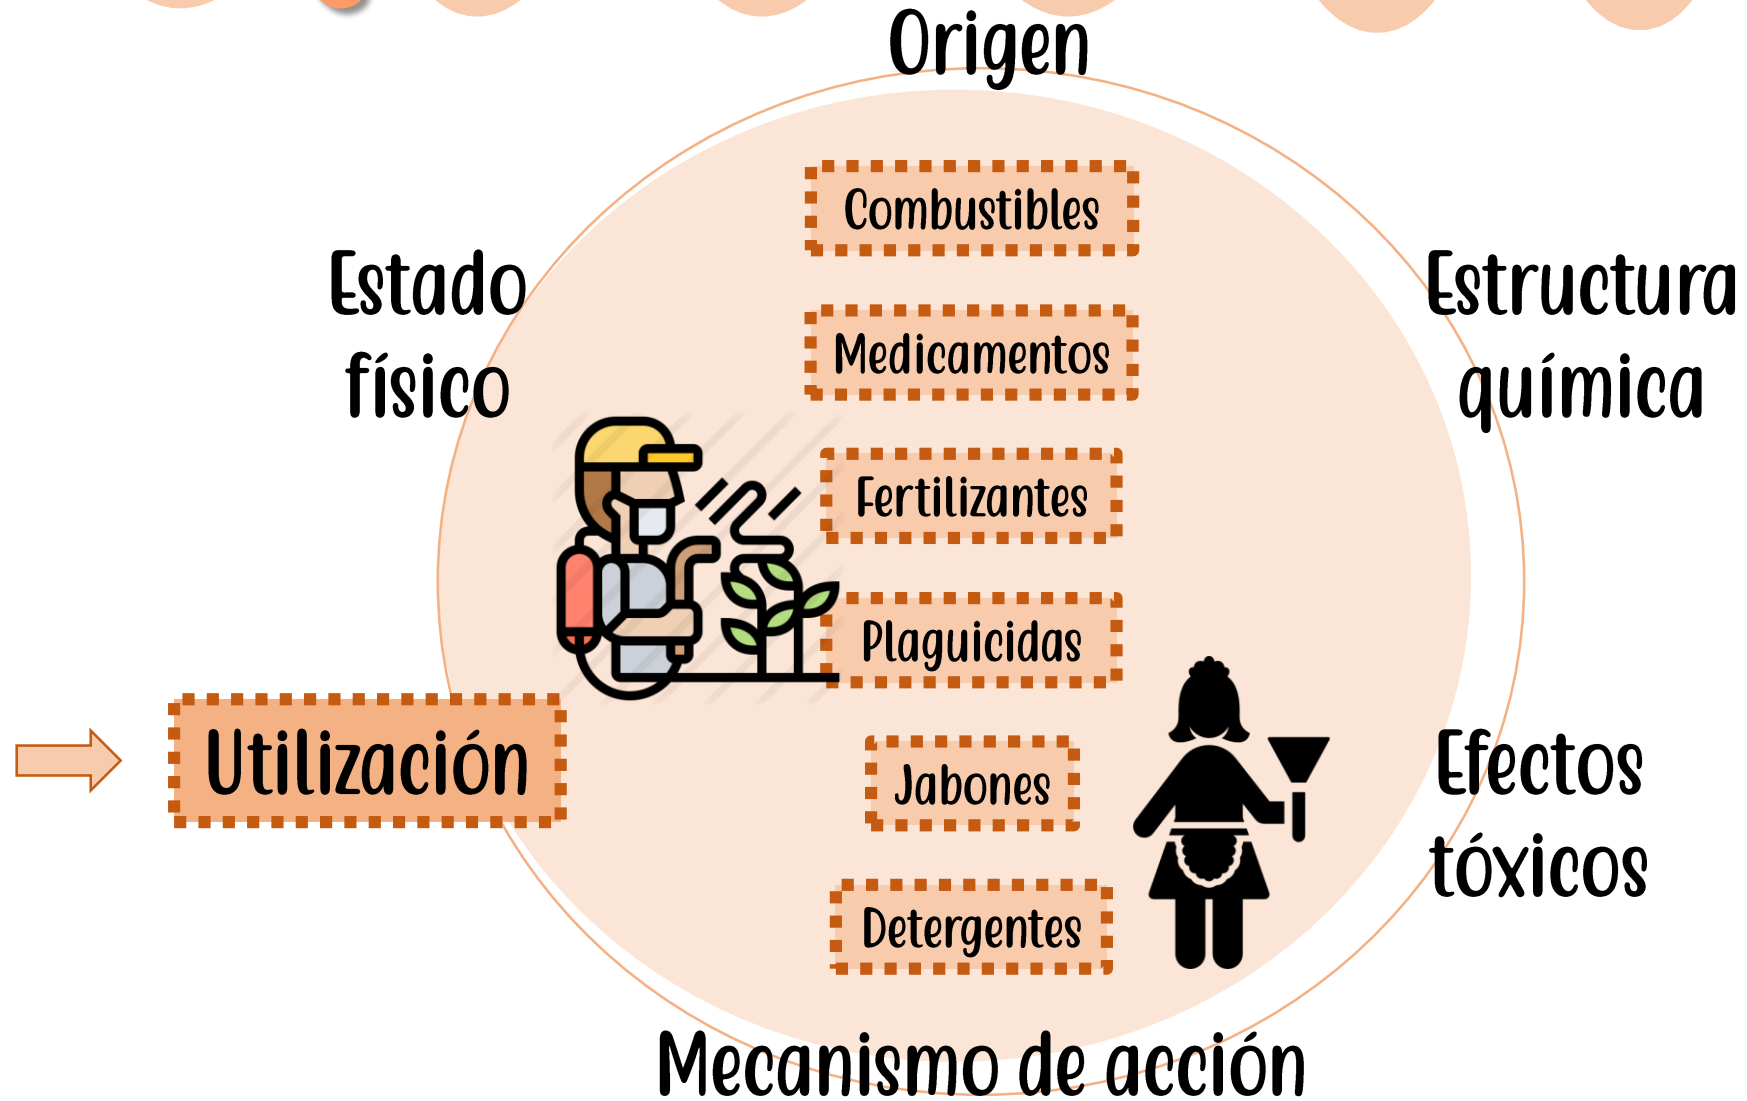 Origen
Combustibles
Estado
físico
Estructura
química
Medicamentos
Fertilizantes
Plaguicidas
Utilización
Jabones
Efectos
tóxicos
Detergentes
Mecanismo de acción